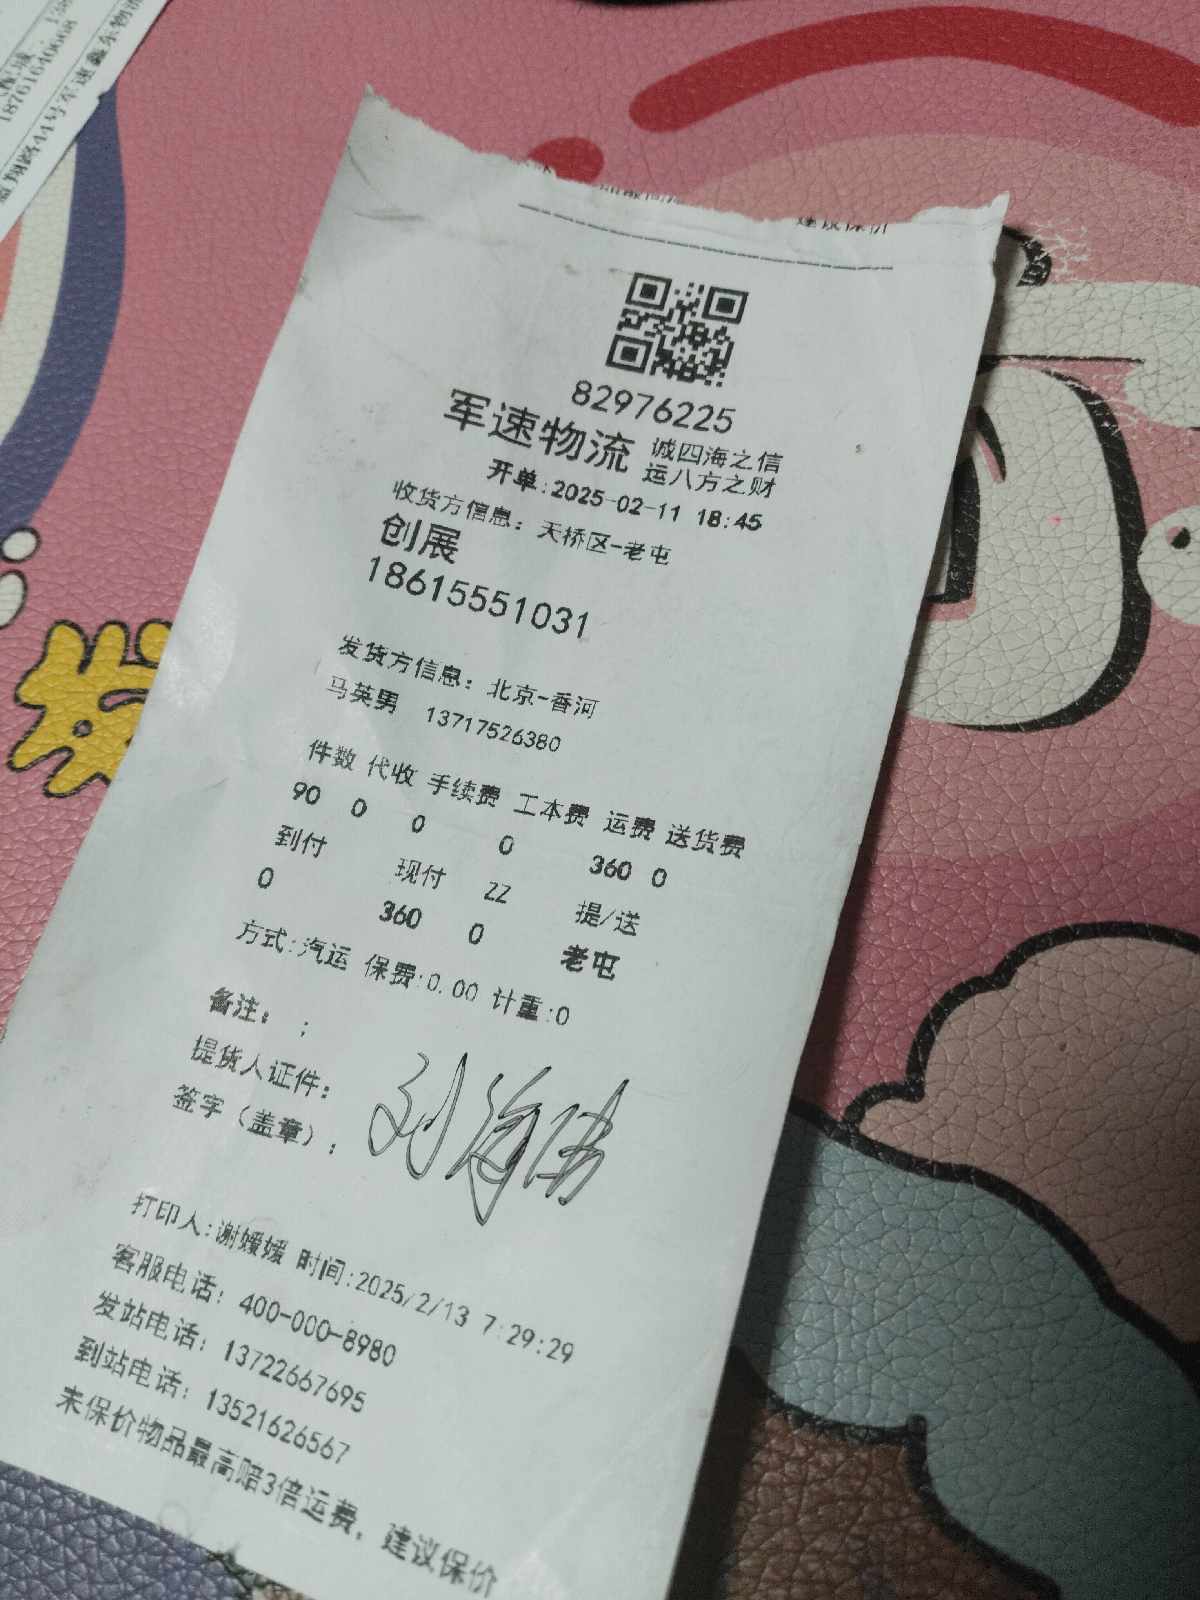 18761640668
建议保价
82976225
军速物流 诚四海之信
运八方之财
开单:2025-02-11 18:45
收货方信息: 天桥区-老屯
创展
18615551031
发货方信息: 北京-香河
马英男 13717526380
件数 代收 手续费 工本费 运费 送货费
90 0 0 0 360 0
到付 现付 ZZ 提/送
0 360 0 老屯
方式:汽运 保费:0.00 计重:0
备注: ;
提货人证件:
签字(盖章):
打印人:谢媛媛 时间:2025/2/13 7:29:29
客服电话: 400-000-8980
发站电话: 13722667695
到站电话: 13521626567
未保价物品最高赔3倍运费, 建议保价